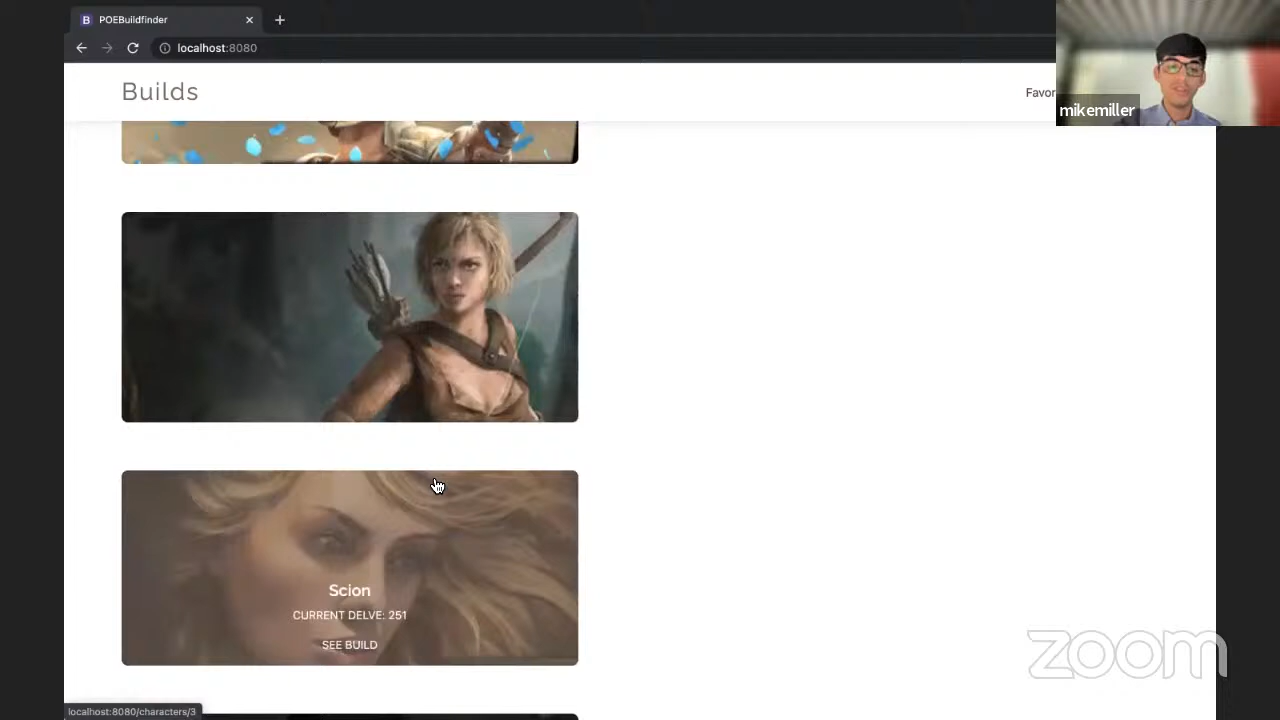 B POEBuildfinder
localhost:8080
Builds
Favor
mikemiller
Scion
CURRENT DELVE: 251
SEE BUILD
zoom
localhost:8080/characters/3